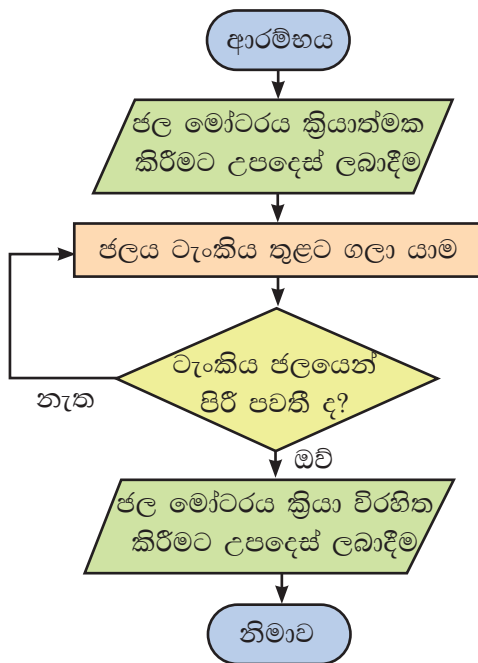 ආරම්භය
ජල මෝටරය ක්‍රියාත්මක
කිරීමට උපදෙස් ලබාදීම
ජලය ටැංකිය තුළට ගලා යාම
ටැංකිය ජලයෙන්
පිරී පවතී ද?
නැත
ඔව්
ජල මෝටරය ක්‍රියා විරහිත
කිරීමට උපදෙස් ලබාදීම
නිමාව